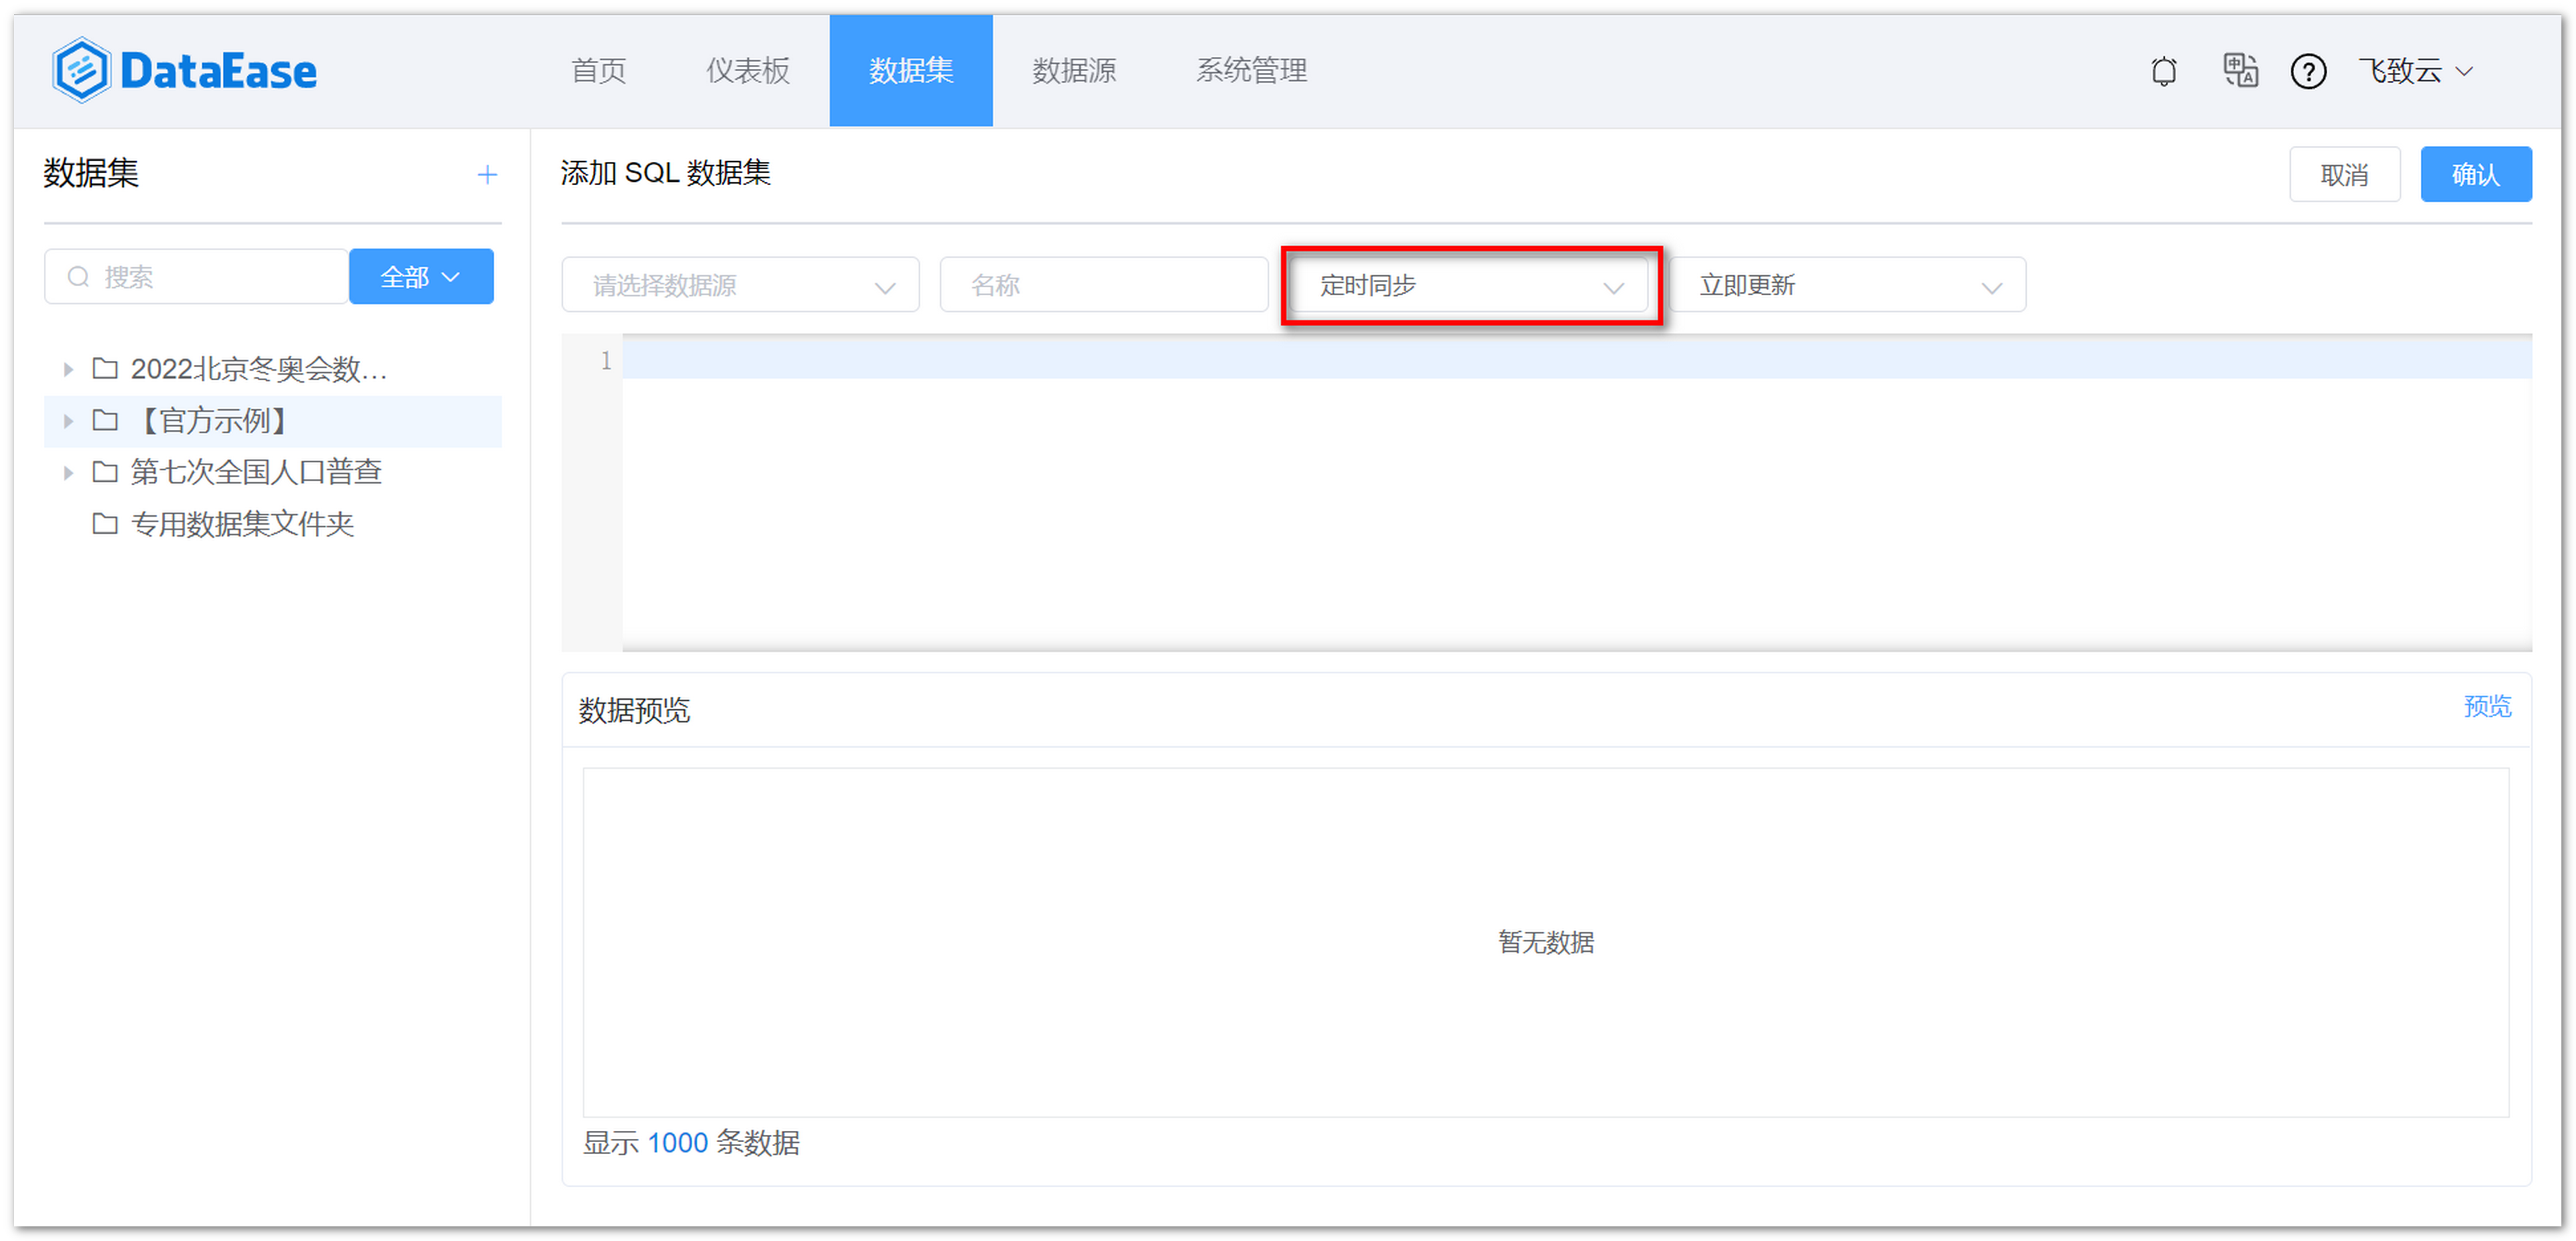 DataEase 首页 仪表板 数据集 数据源 系统管理 飞致云
数据集
搜索 全部
2022北京冬奥会数...
【官方示例】
第七次全国人口普查
专用数据集文件夹
添加 SQL 数据集 取消 确认
请选择数据源 名称 定时同步 立即更新
1
数据预览 预览
暂无数据
显示 1000 条数据